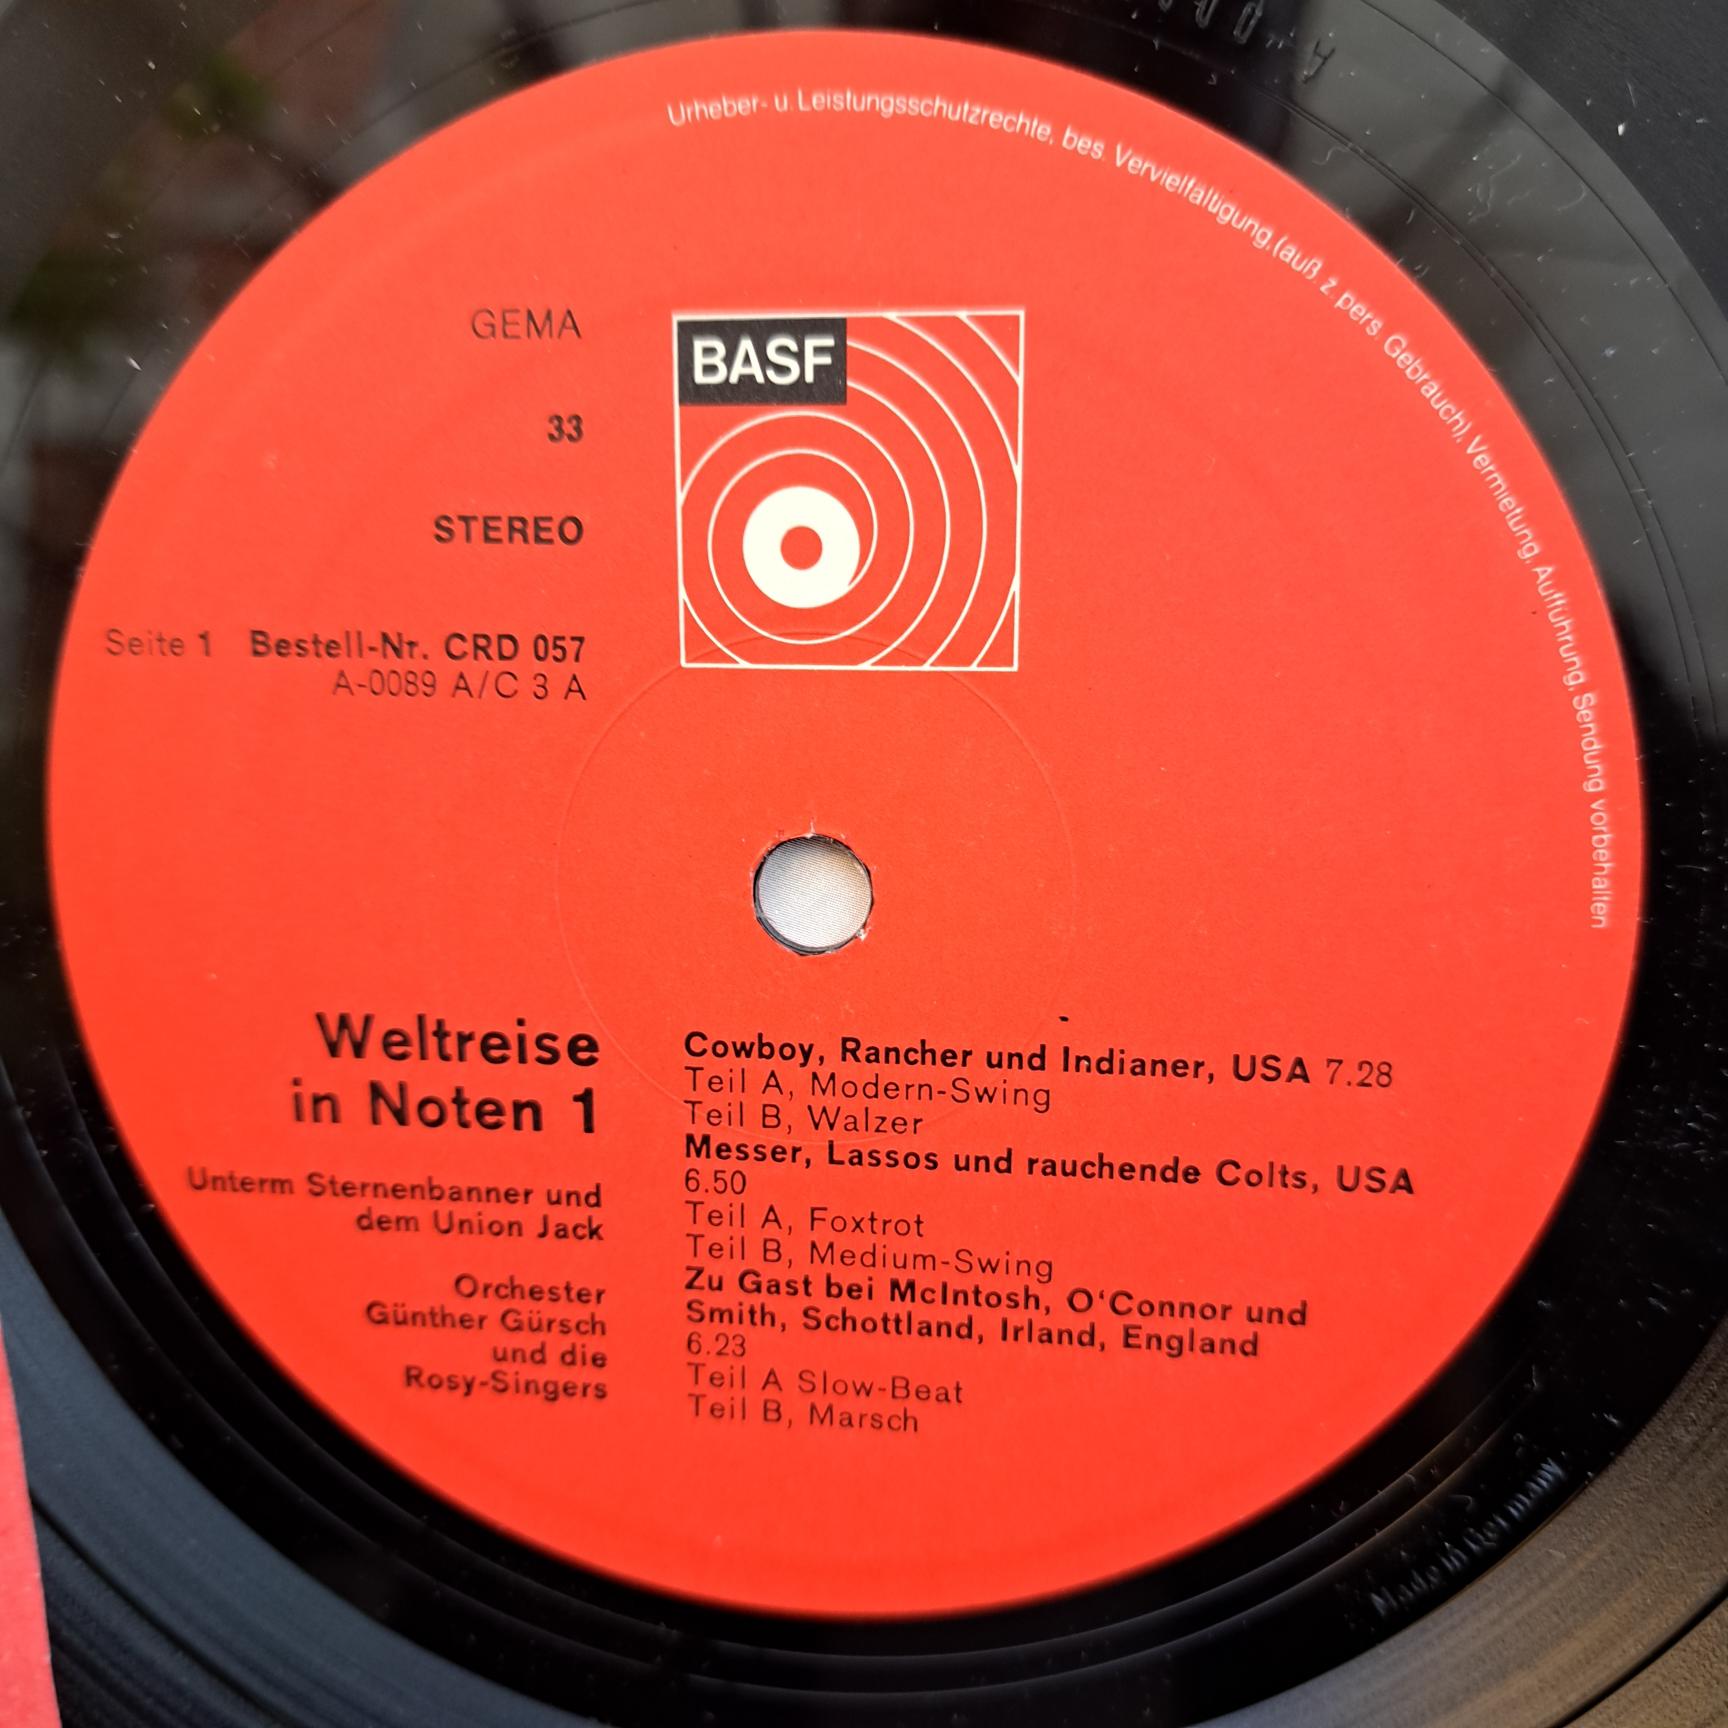 Urheber- u. Leistungsschutzrechte, bes. Vervielfältigung,(auß. z. pers. Gebrauch), Vermietung, Aufführung, Sendung vorbehalten
GEMA
BASF
33
STEREO
Seite 1 Bestell-Nr. CRD 057
A-0089 A/C 3 A
Weltreise
in Noten 1
Unterm Sternenbanner und
dem Union Jack
Orchester
Günther Gürsch
und die
Rosy-Singers
Cowboy, Rancher und Indianer, USA 7.28
Teil A, Modern-Swing
Teil B, Walzer
Messer, Lassos und rauchende Colts, USA
6.50
Teil A, Foxtrot
Teil B, Medium-Swing
Zu Gast bei McIntosh, O‘Connor und
Smith, Schottland, Irland, England
6.23
Teil A Slow-Beat
Teil B, Marsch
Made in Germany